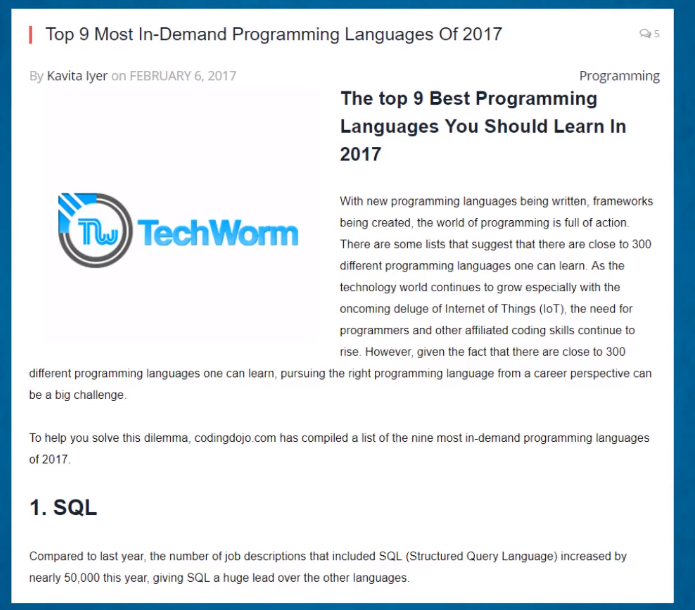 Top 9 Most In-Demand Programming Languages Of 2017
5
By Kavita Iyer on FEBRUARY 6, 2017
Programming
TW TechWorm
The top 9 Best Programming
Languages You Should Learn In
2017
With new programming languages being written, frameworks
being created, the world of programming is full of action.
There are some lists that suggest that there are close to 300
different programming languages one can learn. As the
technology world continues to grow especially with the
oncoming deluge of Internet of Things (IoT), the need for
programmers and other affiliated coding skills continue to
rise. However, given the fact that there are close to 300
different programming languages one can learn, pursuing the right programming language from a career perspective can
be a big challenge.
To help you solve this dilemma, codingdojo.com has compiled a list of the nine most in-demand programming languages
of 2017.
1. SQL
Compared to last year, the number of job descriptions that included SQL (Structured Query Language) increased by
nearly 50,000 this year, giving SQL a huge lead over the other languages.